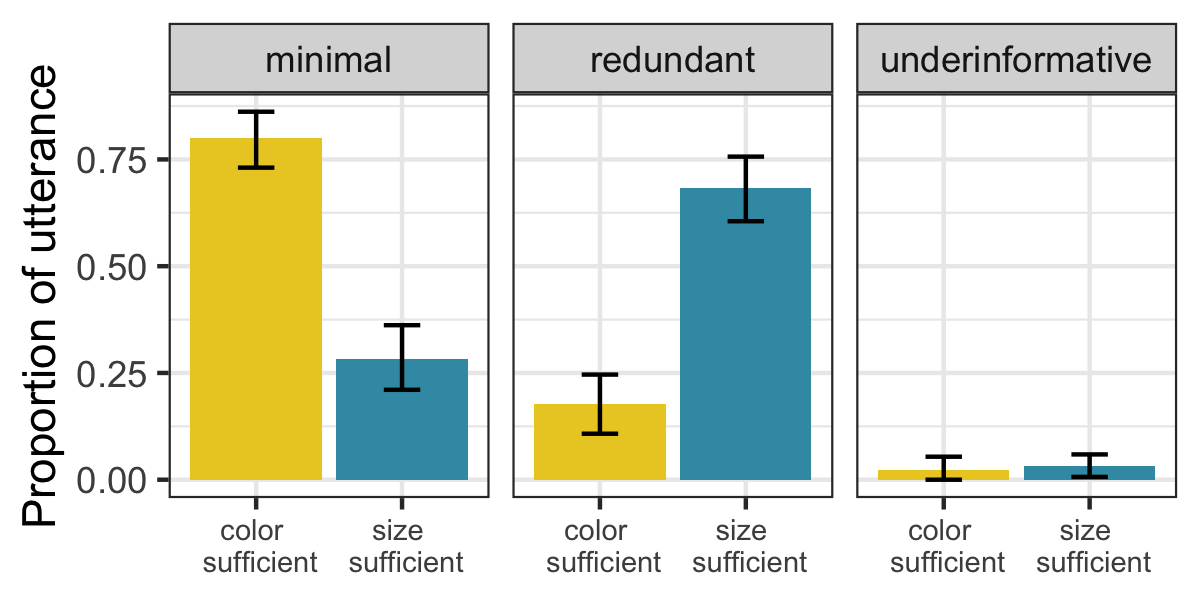 minimal
redundant
underinformative
Proportion of utterance
0.75
0.50
0.25
0.00
color
sufficient
size
sufficient
color
sufficient
size
sufficient
color
sufficient
size
sufficient